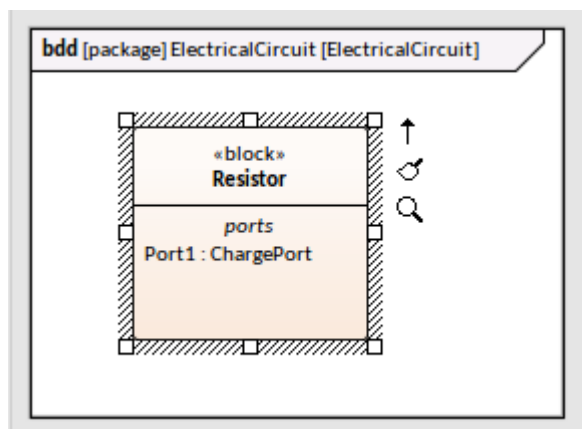 bdd [package] ElectricalCircuit [ElectricalCircuit]
«block»
Resistor
ports
Port1 : ChargePort